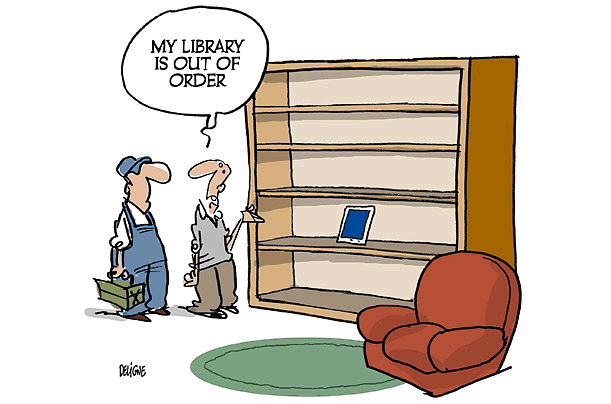 MY LIBRARY
IS OUT OF
ORDER
DELIGNE